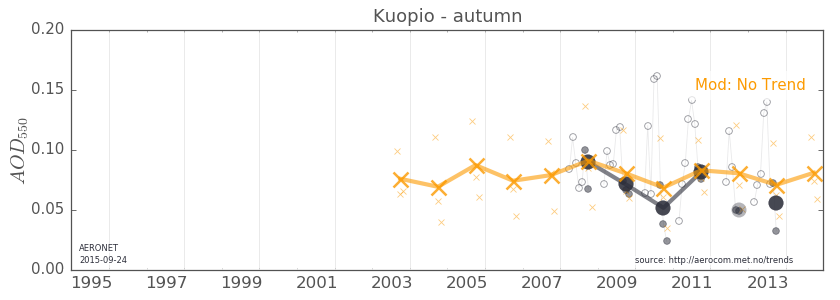 Kuopio - autumn
0.20
0.15
0.10
0.05
0.00
AOD550
Mod: No Trend
AERONET
2015-09-24
source: http://aerocom.met.no/trends
1995 1997 1999 2001 2003 2005 2007 2009 2011 2013